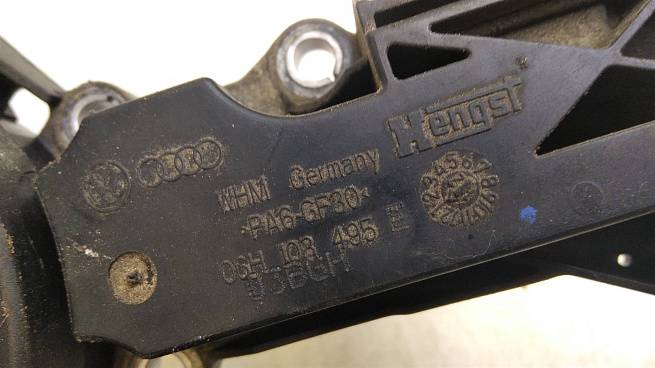 Hengst
WHM Germany
>PA6-GF30<
06H 103 495 E